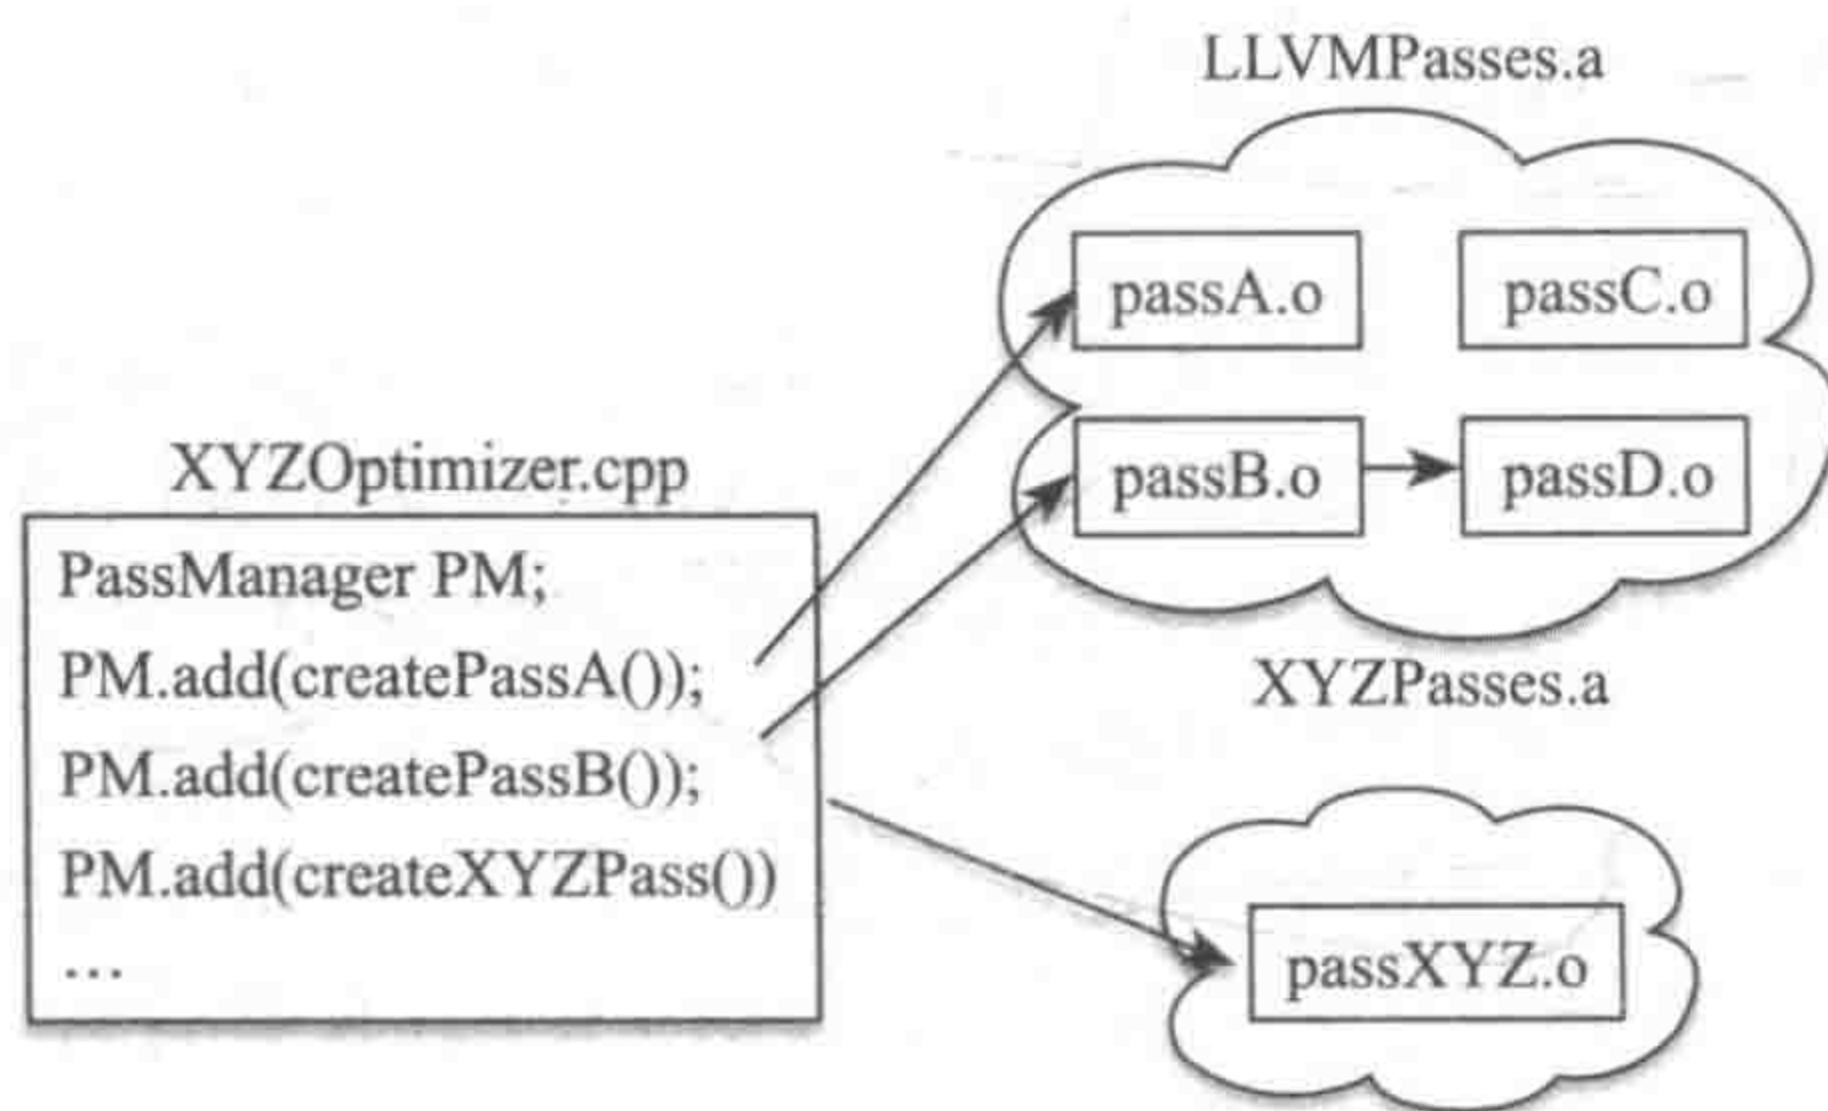 LLVMPasses.a
passA.o
passC.o
passB.o
passD.o
XYZOptimizer.cpp
PassManager PM;
PM.add(createPassA());
PM.add(createPassB());
PM.add(createXYZPass())
...
XYZPasses.a
passXYZ.o